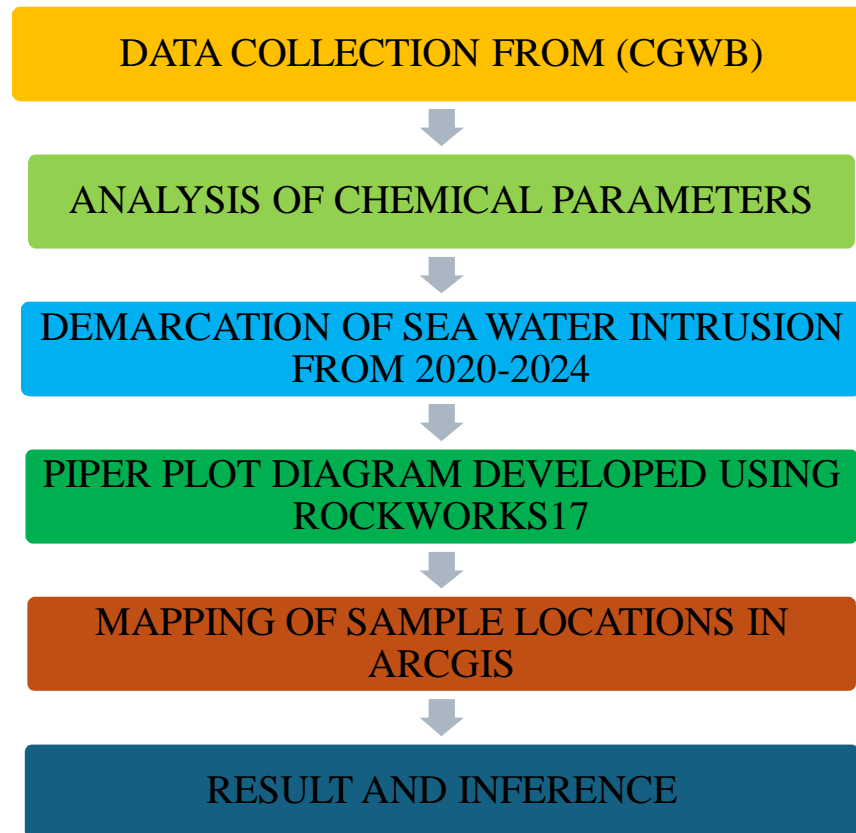 DATA COLLECTION FROM (CGWB)
ANALYSIS OF CHEMICAL PARAMETERS
DEMARCATION OF SEA WATER INTRUSION
FROM 2020-2024
PIPER PLOT DIAGRAM DEVELOPED USING
ROCKWORKS17
MAPPING OF SAMPLE LOCATIONS IN
ARCGIS
RESULT AND INFERENCE